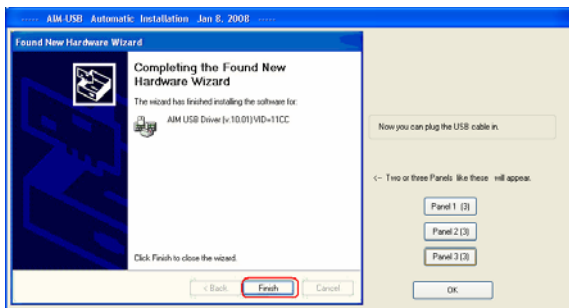 ----- AIM-USB Automatic Installation Jan 8, 2008 -----
Found New Hardware Wizard
Completing the Found New
Hardware Wizard
The wizard has finished installing the software for:
AIM USB Driver (v.10.01)VID=11CC
Click Finish to close the wizard.
< Back
Finish
Cancel
Now you can plug the USB cable in.
<-- Two or three Panels like these will appear.
Panel 1 (3)
Panel 2 (3)
Panel 3 (3)
OK